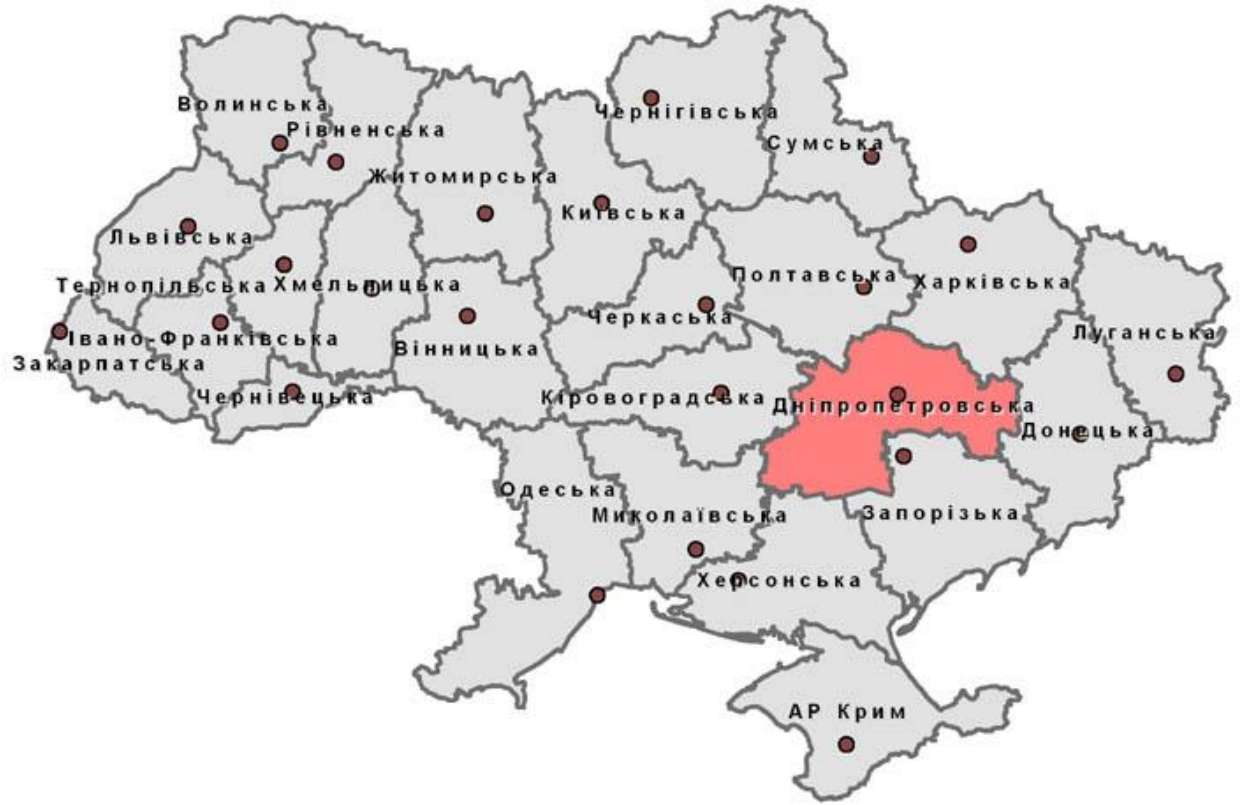 Волинська
Чернігівська
Рівненська
Сумська
Житомирська
Київська
Львівська
Полтавська
Тернопільська
Хмельницька
Харківська
Черкаська
Луганська
Івано-Франківська
Вінницька
Закарпатська
Чернівецька
Кіровоградська
Дніпропетровська
Донецька
Одеська
Миколаївська
Запорізька
Херсонська
АР Крим